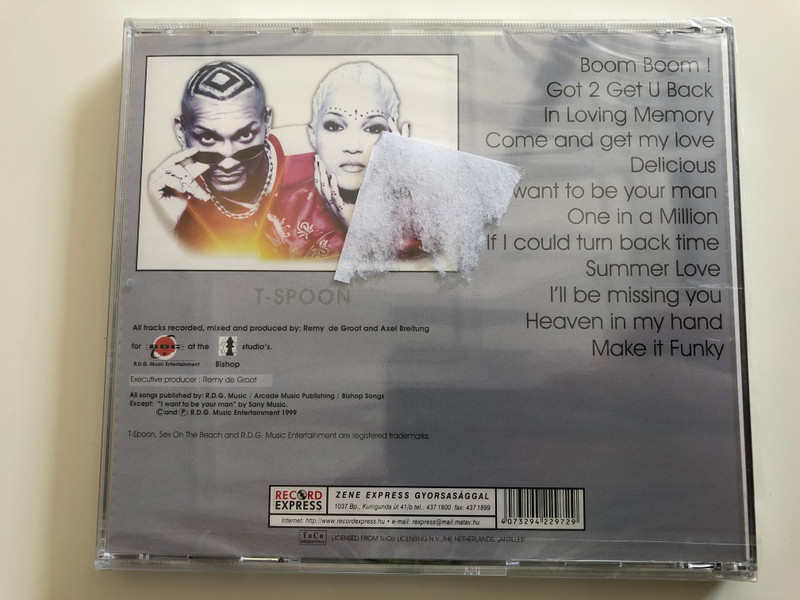 Boom Boom !
Got 2 Get U Back
In Loving Memory
Come and get my love
Delicious
want to be your man
One in a Million
If I could turn back time
Summer Love
I'll be missing you
Heaven in my hand
Make it Funky
T-SPOON
All tracks recorded, mixed and produced by: Remy de Groot and Axel Breitung
for at the studio's.
R.D.G. Music Entertainment Bishop
Executive producer : Remy de Groot
All songs published by: R.D.G. Music / Arcade Music Publishing / Bishop Songs
Except: "I want to be your man" by Sony Music.
©and ℗: R.D.G. Music Entertainment 1999
T-Spoon, Sex On The Beach and R.D.G. Music Entertainment are registered trademarks.
RECORD EXPRESS
ZENE EXPRESS GYORSASÁGGAL
1037 Bp., Kunigunda út 41/b tel.: 437 1800 fax: 437 1899
Internet: http://www.recordexpress.hu • e-mail: rexpress@mail.matav.hu
4073294229729
ToCo
LICENSED FROM ToCo LICENSING N.V. THE NETHERLANDS, „ANTILLES"